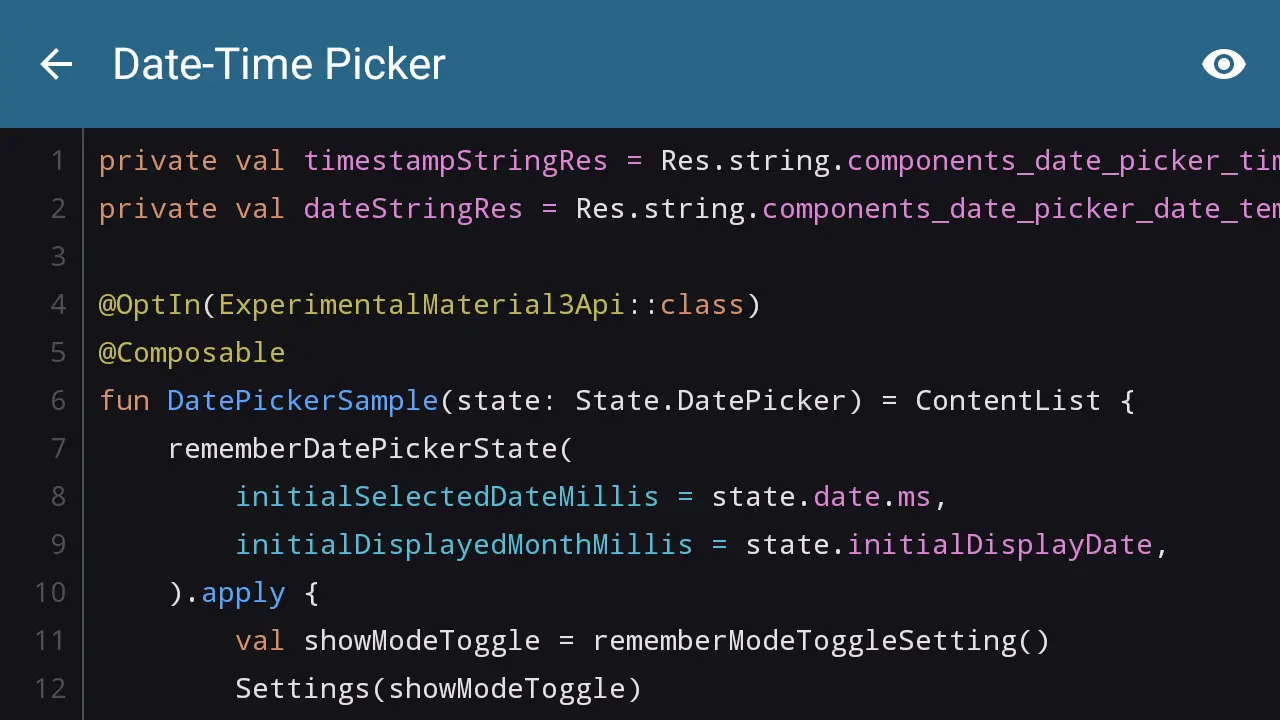 Date-Time Picker
1 private val timestampStringRes = Res.string.components_date_picker_tim
2 private val dateStringRes = Res.string.components_date_picker_date_tem
3
4 @OptIn(ExperimentalMaterial3Api::class)
5 @Composable
6 fun DatePickerSample(state: State.DatePicker) = ContentList {
7     rememberDatePickerState(
8         initialSelectedDateMillis = state.date.ms,
9         initialDisplayedMonthMillis = state.initialDisplayDate,
10     ).apply {
11         val showModeToggle = rememberModeToggleSetting()
12         Settings(showModeToggle)